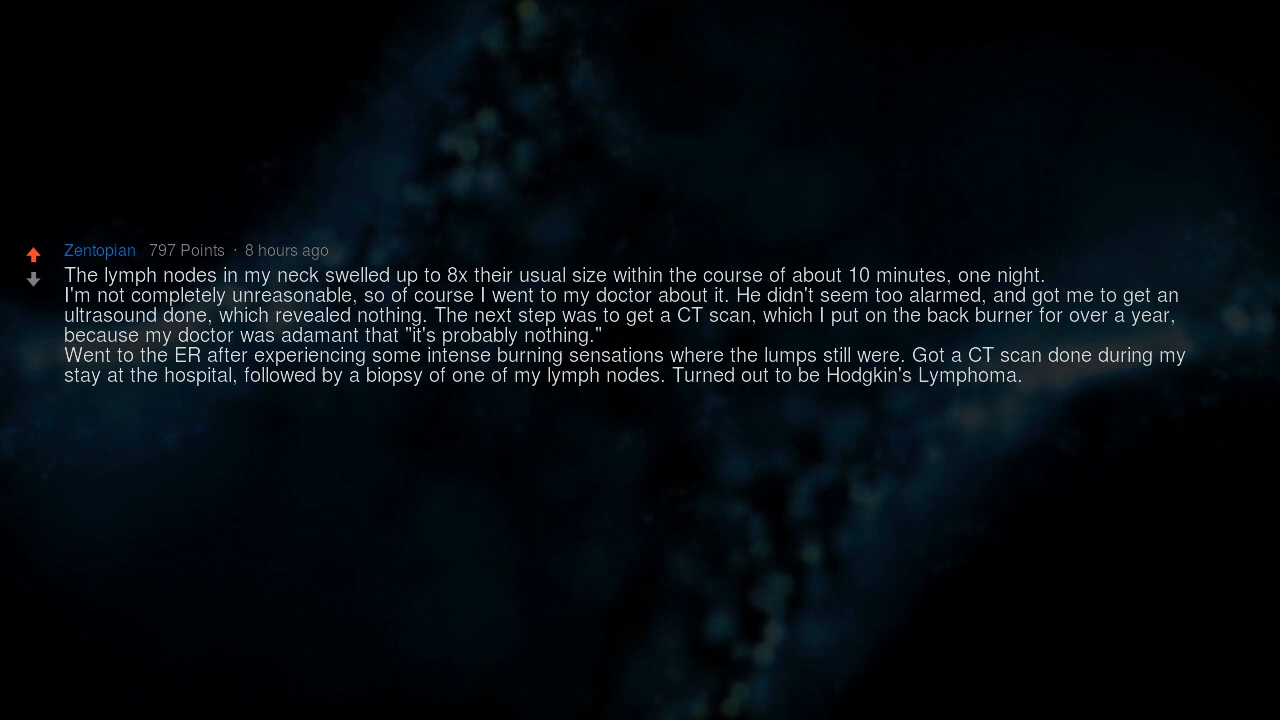 Zentopian 797 Points · 8 hours ago
The lymph nodes in my neck swelled up to 8x their usual size within the course of about 10 minutes, one night.
I'm not completely unreasonable, so of course I went to my doctor about it. He didn't seem too alarmed, and got me to get an
ultrasound done, which revealed nothing. The next step was to get a CT scan, which I put on the back burner for over a year,
because my doctor was adamant that "it's probably nothing."
Went to the ER after experiencing some intense burning sensations where the lumps still were. Got a CT scan done during my
stay at the hospital, followed by a biopsy of one of my lymph nodes. Turned out to be Hodgkin's Lymphoma.